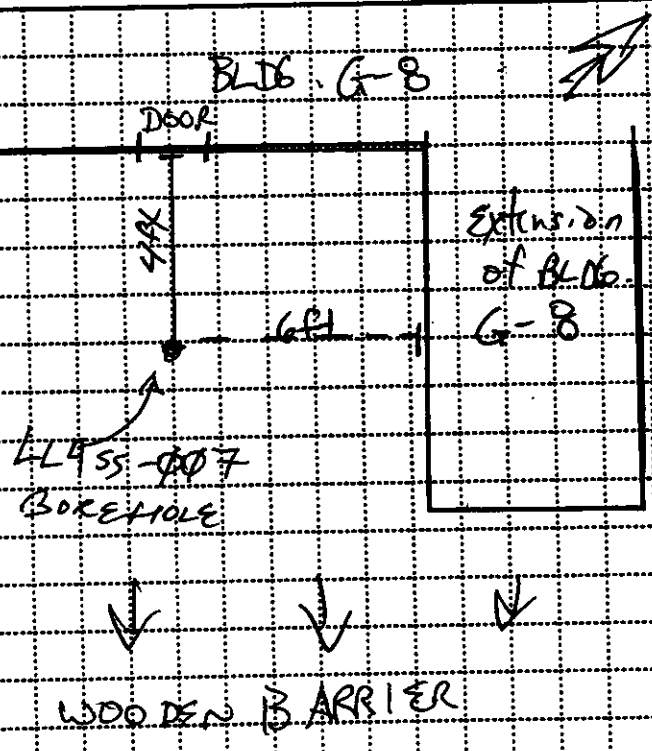 BLDG. G-8
N
DOOR
4ft
Extension
of BLDG.
G-8
6ft
LL4ss-007
BOREHOLE
WOODEN BARRIER